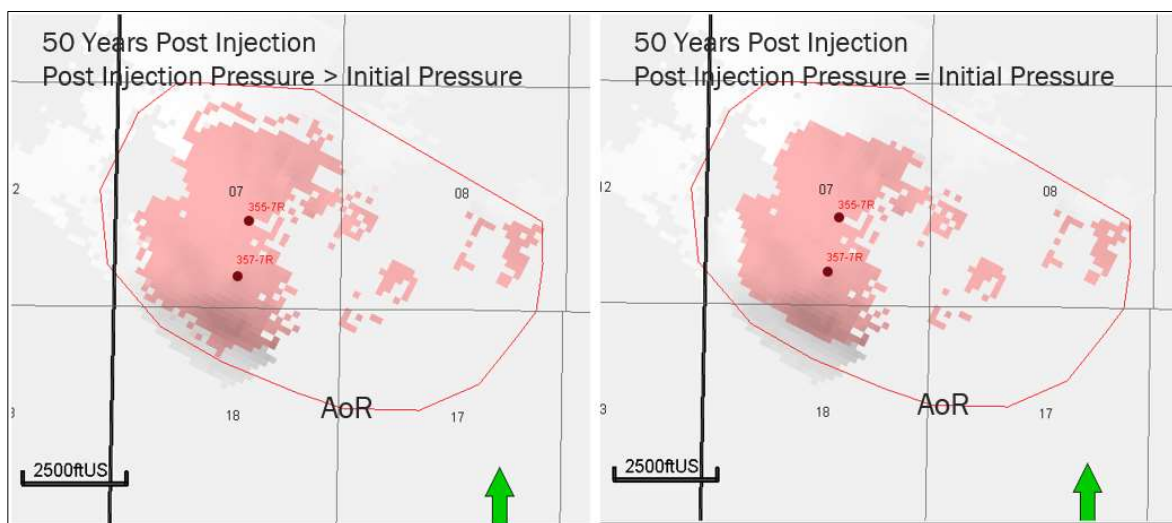 50 Years Post Injection
Post Injection Pressure > Initial Pressure
2
07
08
355-7R
357-7R
3
18
AoR
17
2500ftUS
50 Years Post Injection
Post Injection Pressure = Initial Pressure
12
07
08
355-7R
357-7R
3
18
AoR
17
2500ftUS